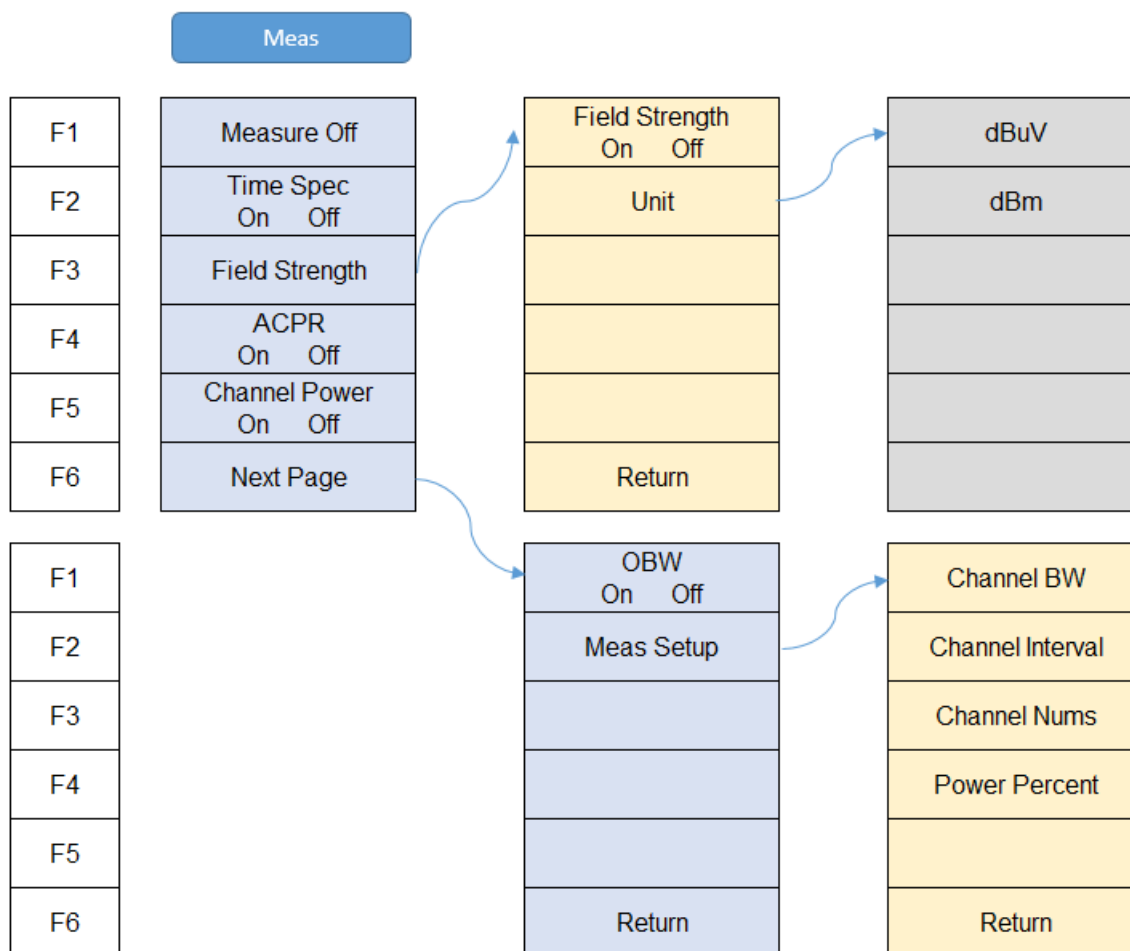 Meas
F1 Measure Off Field Strength On Off dBuV
F2 Time Spec On Off Unit dBm
F3 Field Strength
F4 ACPR On Off
F5 Channel Power On Off
F6 Next Page Return
F1 OBW On Off Channel BW
F2 Meas Setup Channel Interval
F3 Channel Nums
F4 Power Percent
F5
F6 Return Return